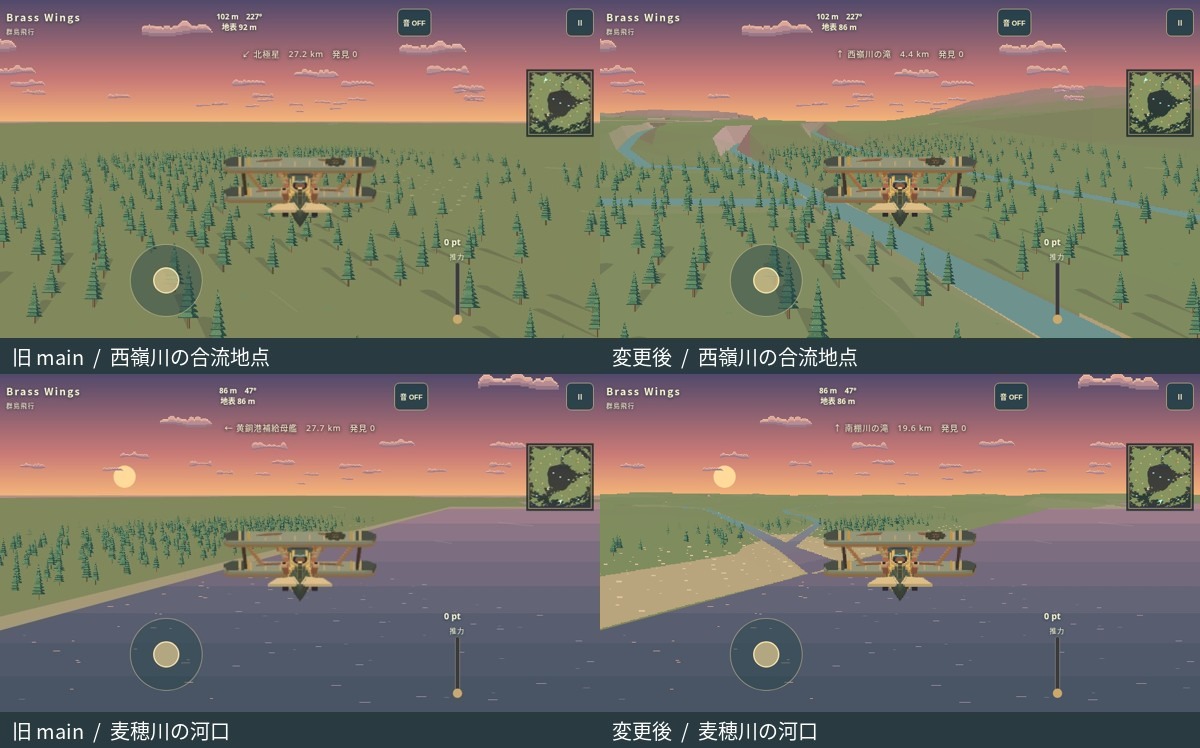 Brass Wings
群島飛行
102 m 227°
地表 92 m
音 OFF
II
↙ 北極星 27.2 km 発見 0
0 pt
推力
旧 main / 西嶺川の合流地点
Brass Wings
群島飛行
102 m 227°
地表 86 m
音 OFF
II
↑ 西嶺川の滝 4.4 km 発見 0
0 pt
推力
変更後 / 西嶺川の合流地点
Brass Wings
群島飛行
86 m 47°
地表 86 m
音 OFF
II
← 黄銅港補給母艦 27.7 km 発見 0
0 pt
推力
旧 main / 麦穂川の河口
Brass Wings
群島飛行
86 m 47°
地表 86 m
音 OFF
II
↑ 南棚川の滝 19.6 km 発見 0
0 pt
推力
変更後 / 麦穂川の河口